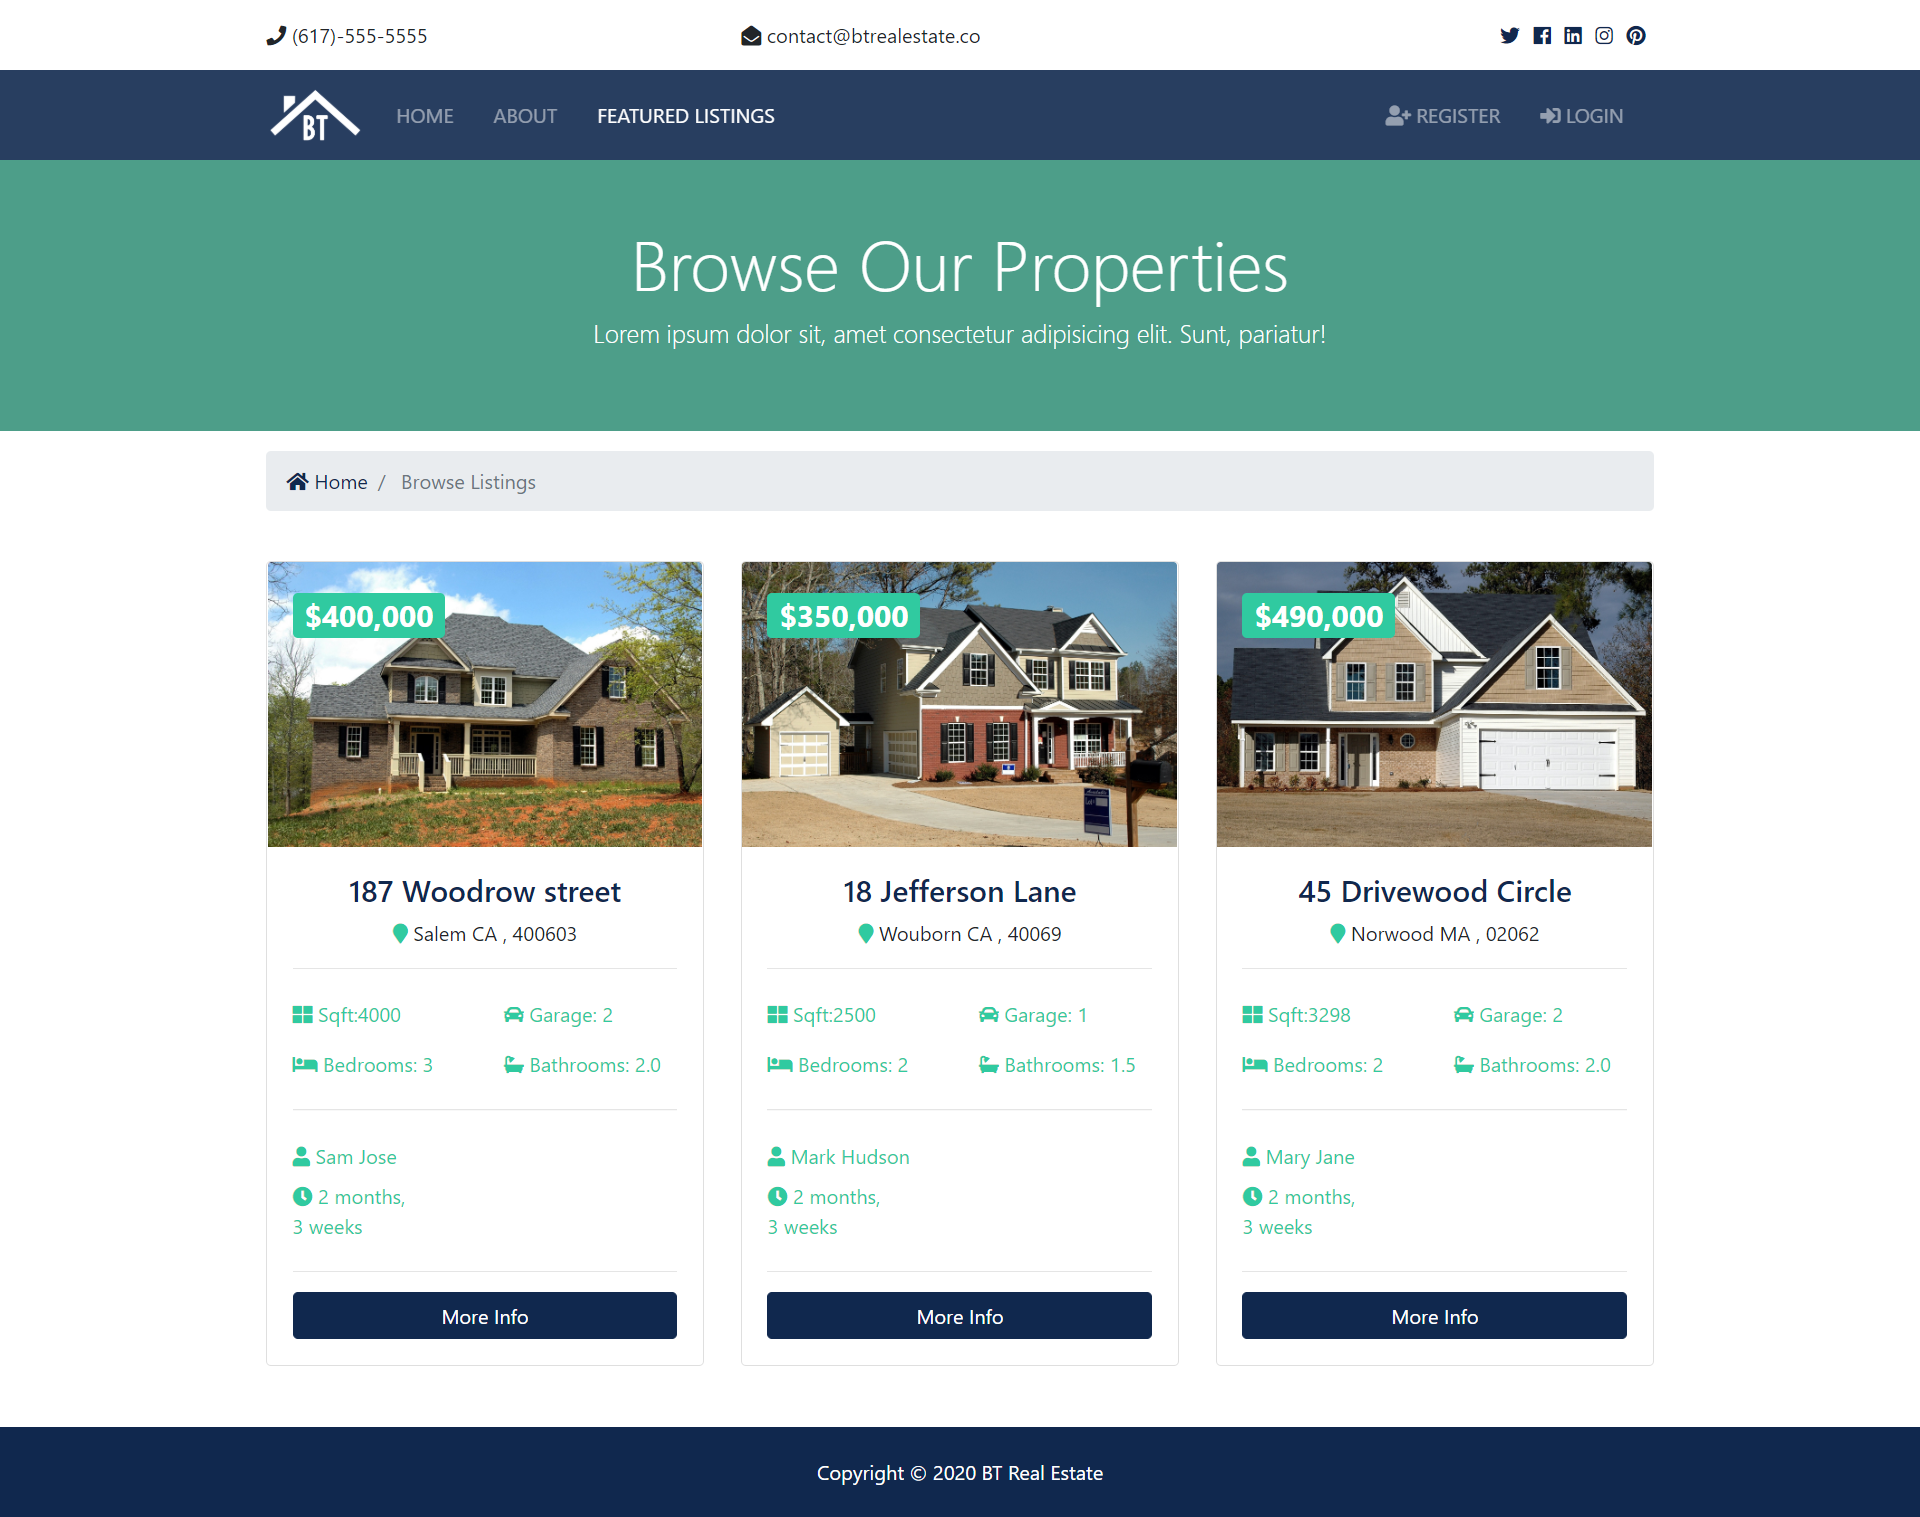 (617)-555-5555
contact@btrealestate.co
BT
HOME
ABOUT
FEATURED LISTINGS
REGISTER
LOGIN
Browse Our Properties
Lorem ipsum dolor sit, amet consectetur adipisicing elit. Sunt, pariatur!
Home / Browse Listings
$400,000
187 Woodrow street
Salem CA , 400603
Sqft:4000
Garage: 2
Bedrooms: 3
Bathrooms: 2.0
Sam Jose
2 months,
3 weeks
More Info
$350,000
18 Jefferson Lane
Wouborn CA , 40069
Sqft:2500
Garage: 1
Bedrooms: 2
Bathrooms: 1.5
Mark Hudson
2 months,
3 weeks
More Info
$490,000
45 Drivewood Circle
Norwood MA , 02062
Sqft:3298
Garage: 2
Bedrooms: 2
Bathrooms: 2.0
Mary Jane
2 months,
3 weeks
More Info
Copyright © 2020 BT Real Estate